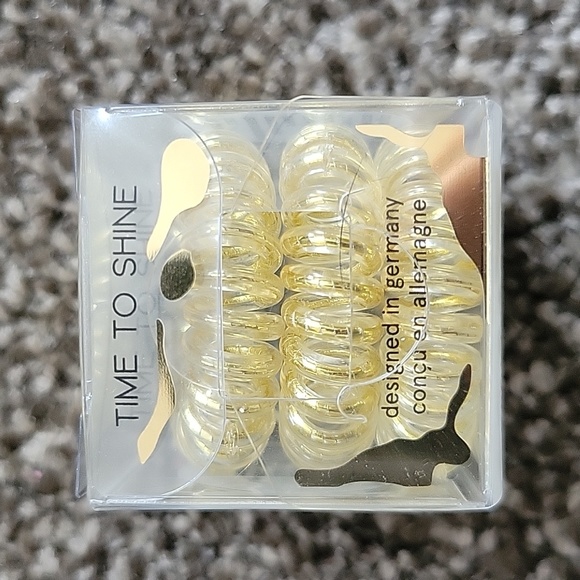 TIME TO SHINE
designed in germany
conçu en allemagne